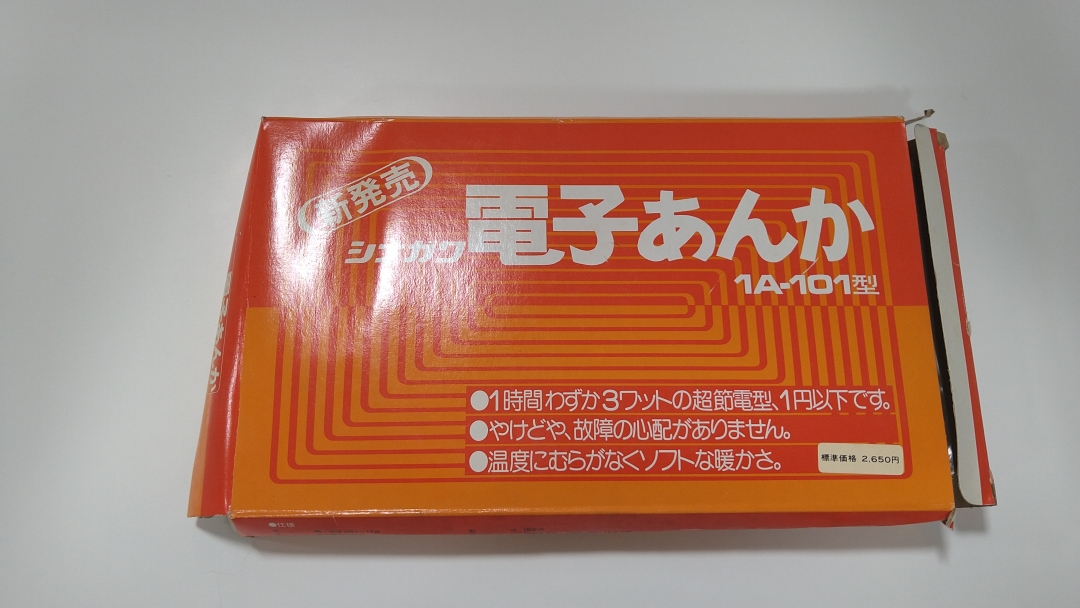 新発売
電子あんか
1A-101型
●1時間わずか3ワットの超節電型、1円以下です。
●やけどや、故障の心配がありません。
●温度にむらがなくソフトな暖かさ。
標準価格 2,650円
●仕様